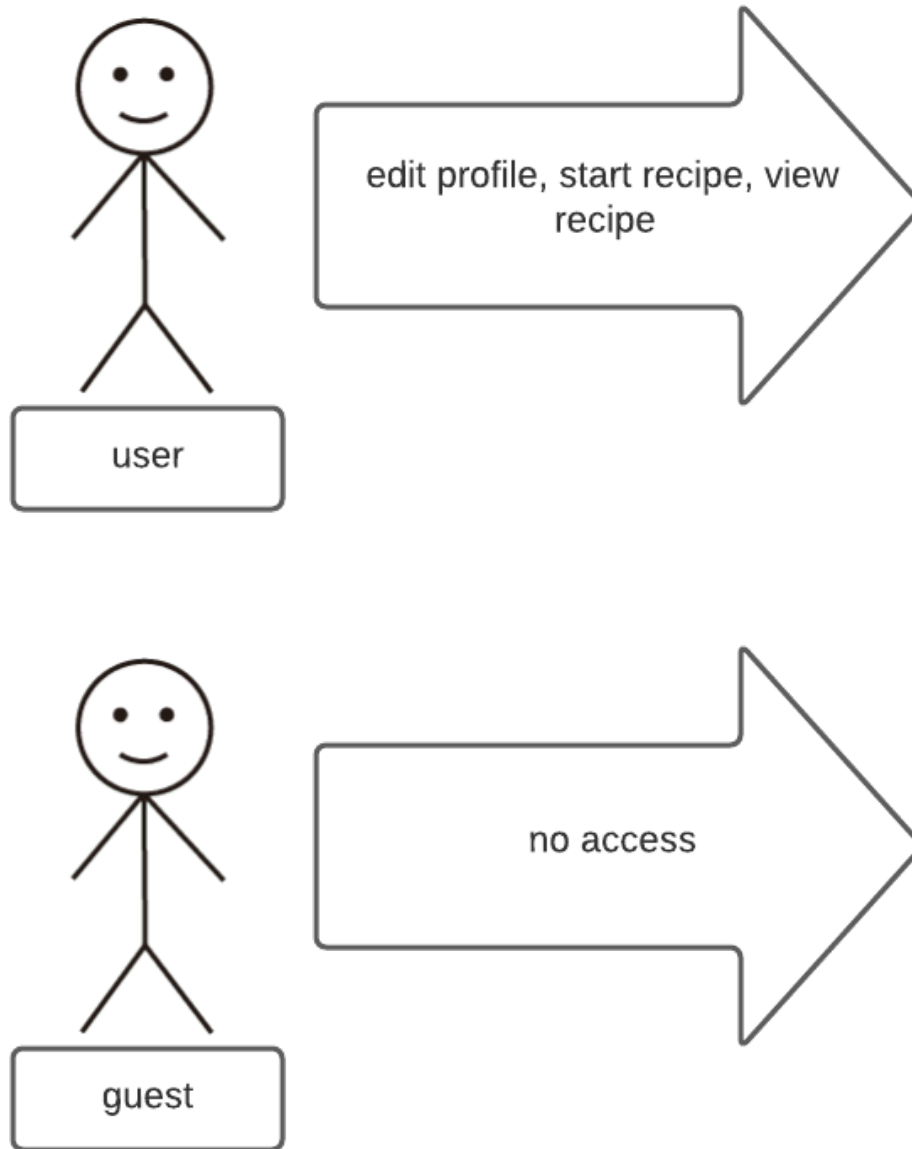 edit profile, start recipe, view
recipe
user
no access
guest